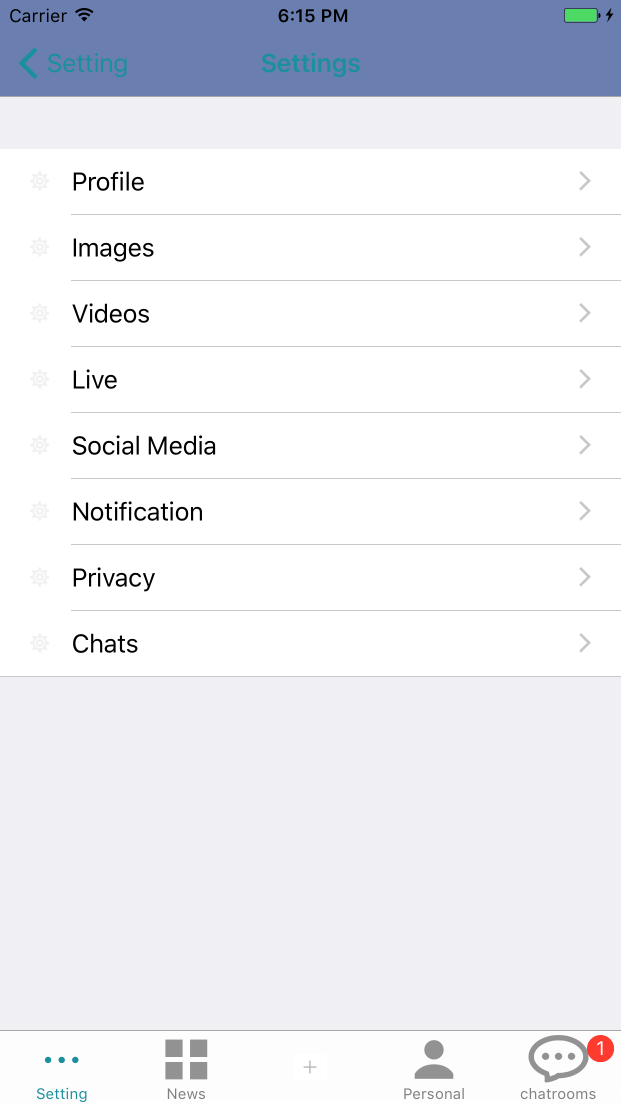 Carrier 6:15 PM
Setting Settings
Profile
Images
Videos
Live
Social Media
Notification
Privacy
Chats
1
Setting News + Personal chatrooms